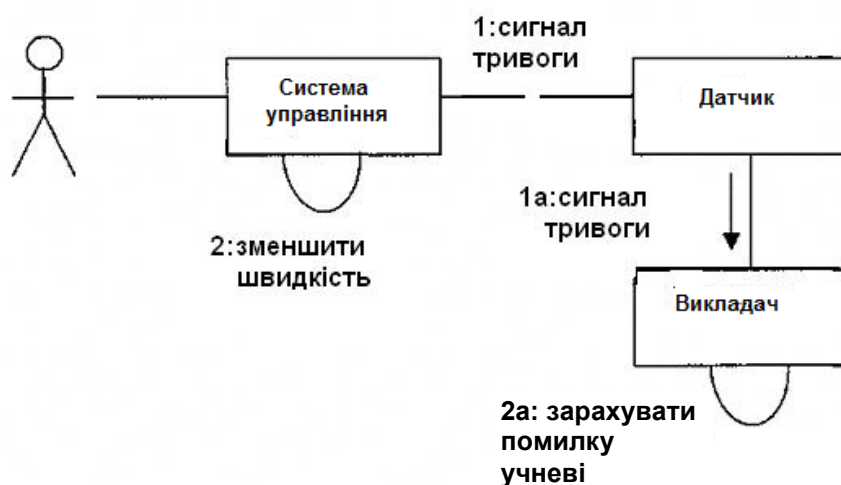 1:сигнал
тривоги
Система
управління
Датчик
1а:сигнал
тривоги
2:зменшити
швидкість
Викладач
2а: зарахувати
помилку
учневі